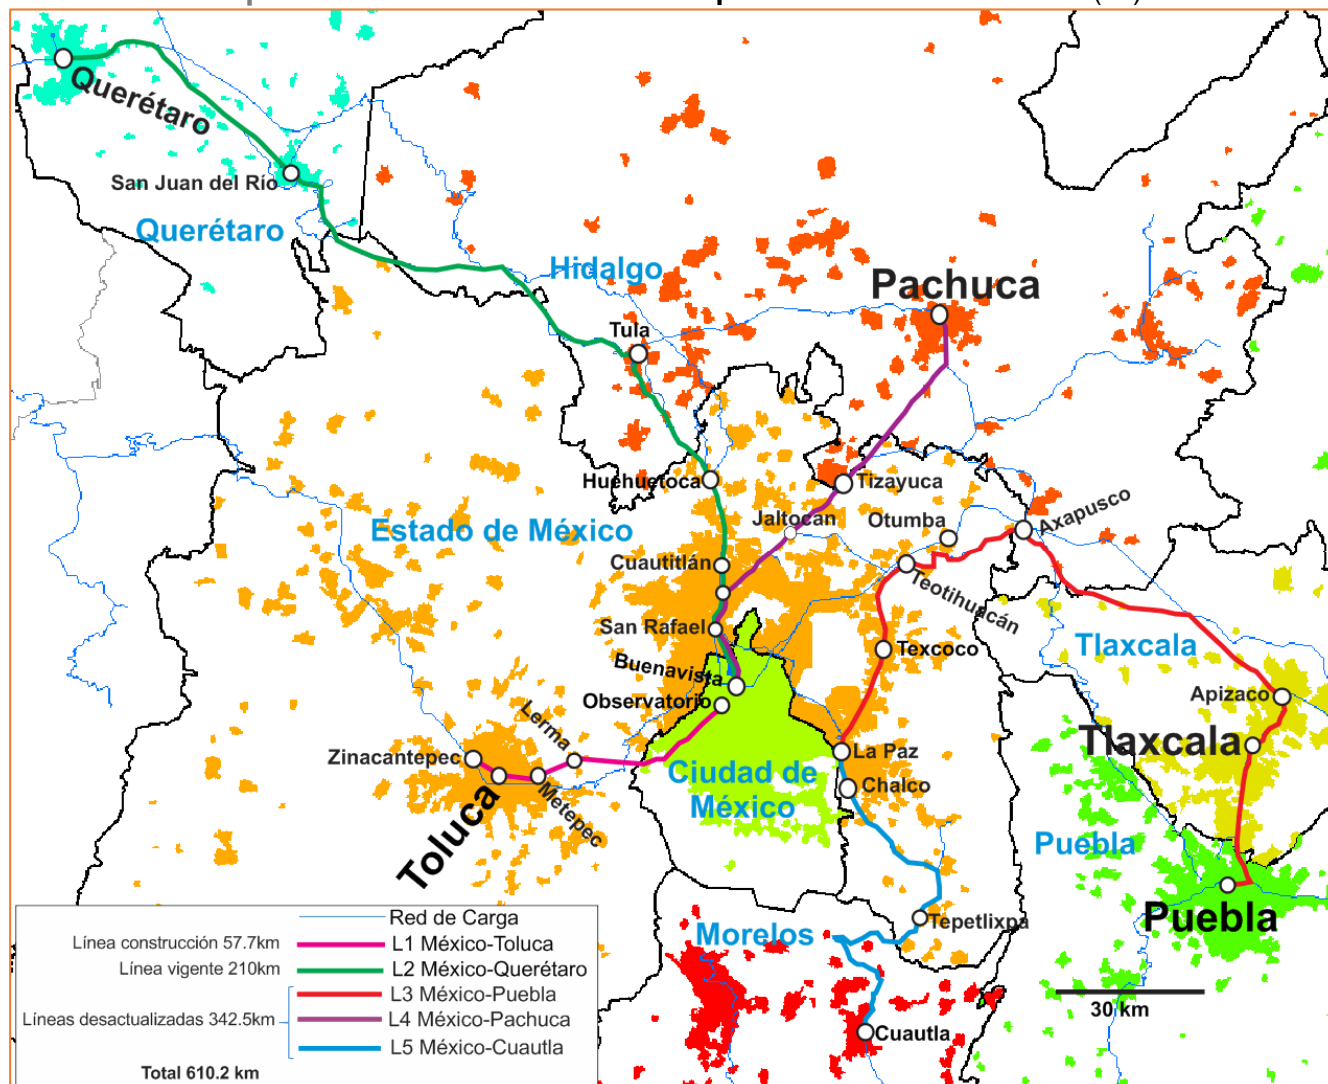 Querétaro
San Juan del Río
Querétaro
Hidalgo
Pachuca
Tula
Huehuetoca
Tizayuca
Jaltocan
Otumba
Axapusco
Estado de México
Cuautitlán
Teotihuacán
San Rafael
Texcoco
Tlaxcala
Buenavista
Apizaco
Observatorio
Lerma
Zinacantepec
Tlaxcala
La Paz
Ciudad de
México
Chalco
Metepec
Toluca
Puebla
Puebla
Tepetlixpa
Morelos
30 km
Cuautla
Red de Carga
Línea construcción 57.7km
L1 México-Toluca
Línea vigente 210km
L2 México-Querétaro
L3 México-Puebla
Líneas desactualizadas 342.5km
L4 México-Pachuca
L5 México-Cuautla
Total 610.2 km